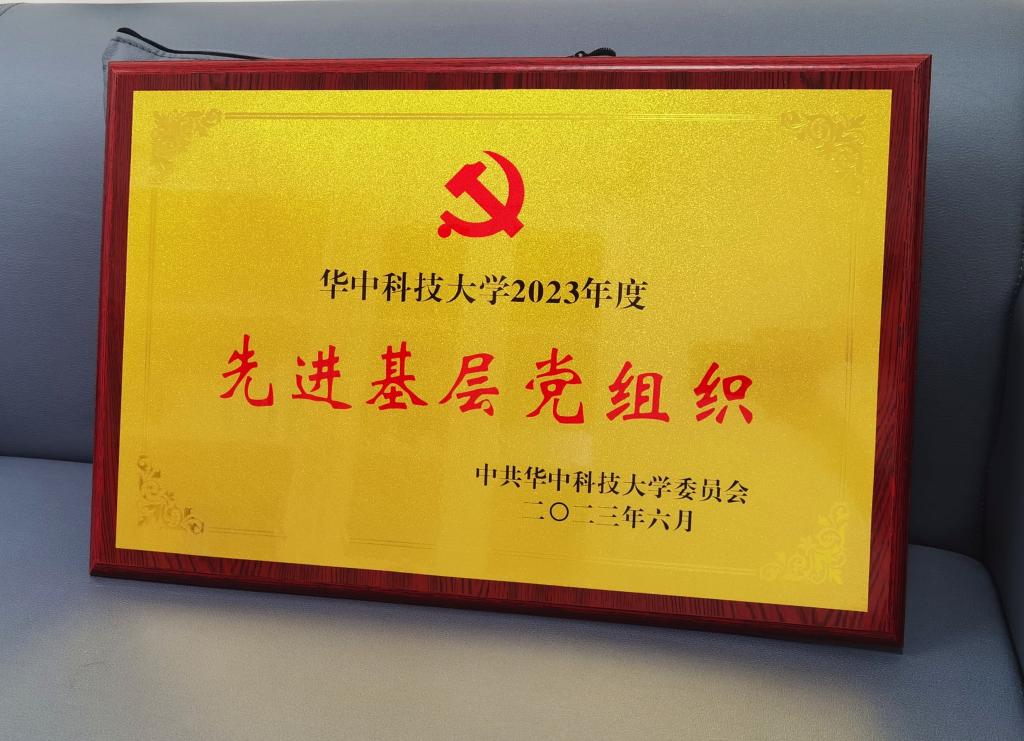 华中科技大学2023年度
先进基层党组织
中共华中科技大学委员会
二〇二三年六月